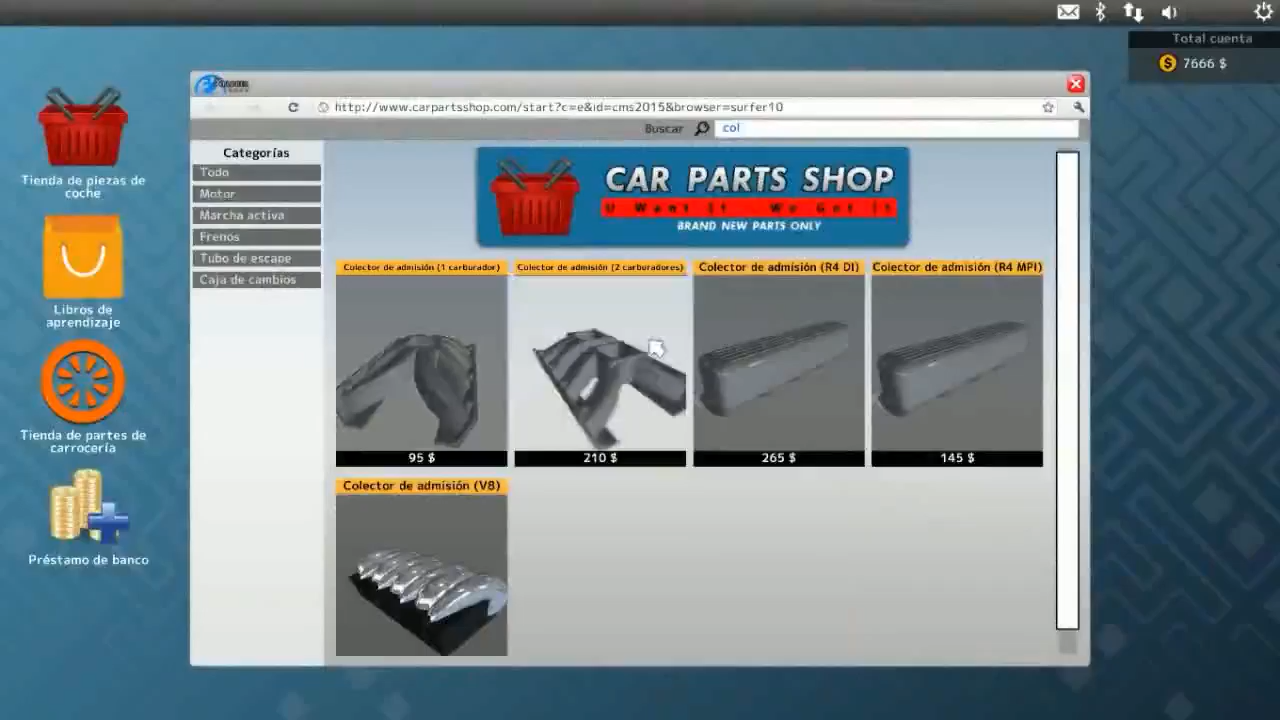 Total cuenta
7666 $
http://www.carpartsshop.com/start?c=e&id=cms2015&browser=surfer10
Buscar col
Categorías
Todo
Motor
Marcha activa
Frenos
Tubo de escape
Caja de cambios
Tienda de piezas de
coche
Libros de
aprendizaje
Tienda de partes de
carrocería
Préstamo de banco
CAR PARTS SHOP
U Want It We Got It
BRAND NEW PARTS ONLY
Colector de admisión (1 carburador)
95 $
Colector de admisión (2 carburadores)
210 $
Colector de admisión (R4 DI)
265 $
Colector de admisión (R4 MPI)
145 $
Colector de admisión (V8)